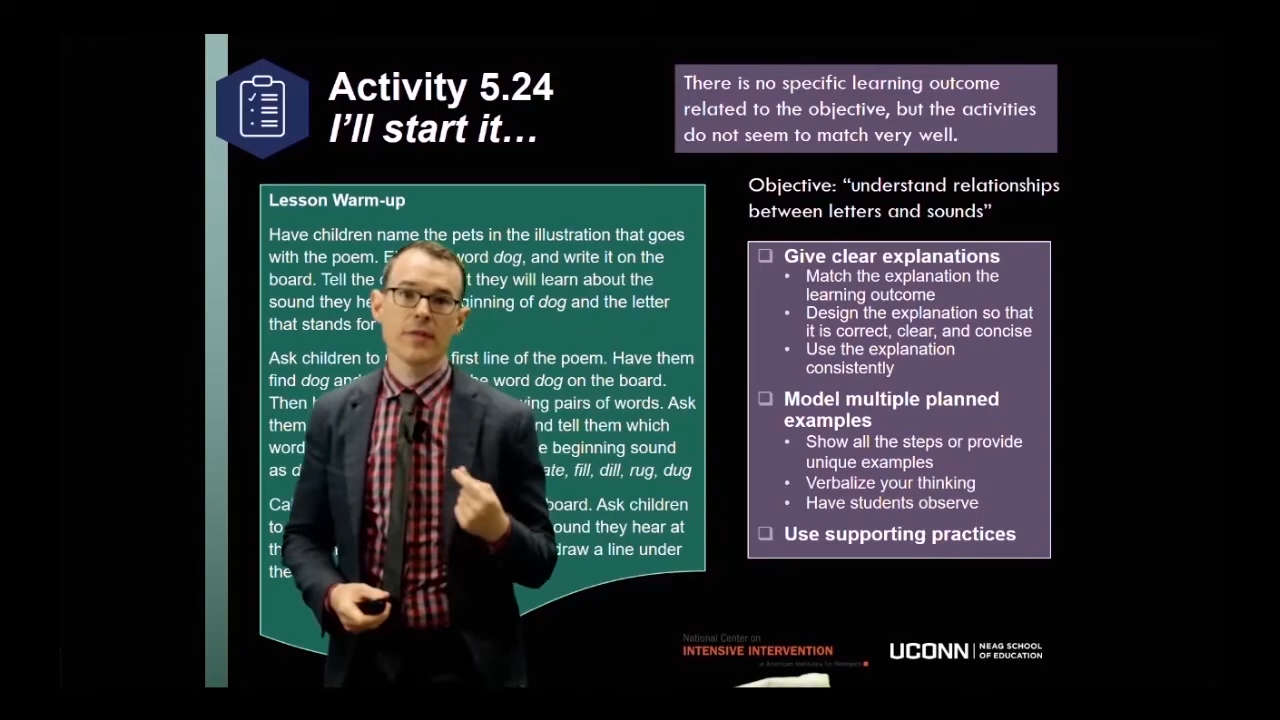 Activity 5.24
I'll start it…
There is no specific learning outcome
related to the objective, but the activities
do not seem to match very well.
Objective: “understand relationships
between letters and sounds”
Lesson Warm-up
Have children name the pets in the illustration that goes
with the poem. word dog, and write it on the
board. Tell the they will learn about the
sound they of dog and the letter
that stands for
Ask children to first line of the poem. Have them
find dog word dog on the board.
Then pairs of words. Ask
them and tell them which
beginning sound
as fill, dill, rug, dug
board. Ask children
to they hear at
draw a line under
❑ Give clear explanations
• Match the explanation the
learning outcome
• Design the explanation so that
it is correct, clear, and concise
• Use the explanation
consistently
❑ Model multiple planned
examples
• Show all the steps or provide
unique examples
• Verbalize your thinking
• Have students observe
❑ Use supporting practices
National Center on
INTENSIVE INTERVENTION
at American Institutes for Research
UCONN | NEAG SCHOOL
OF EDUCATION